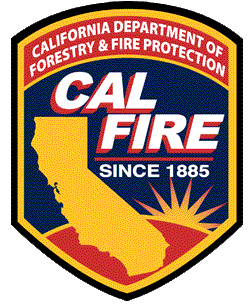 CALIFORNIA DEPARTMENT OF
FORESTRY & FIRE PROTECTION
CAL
FIRE
SINCE 1885